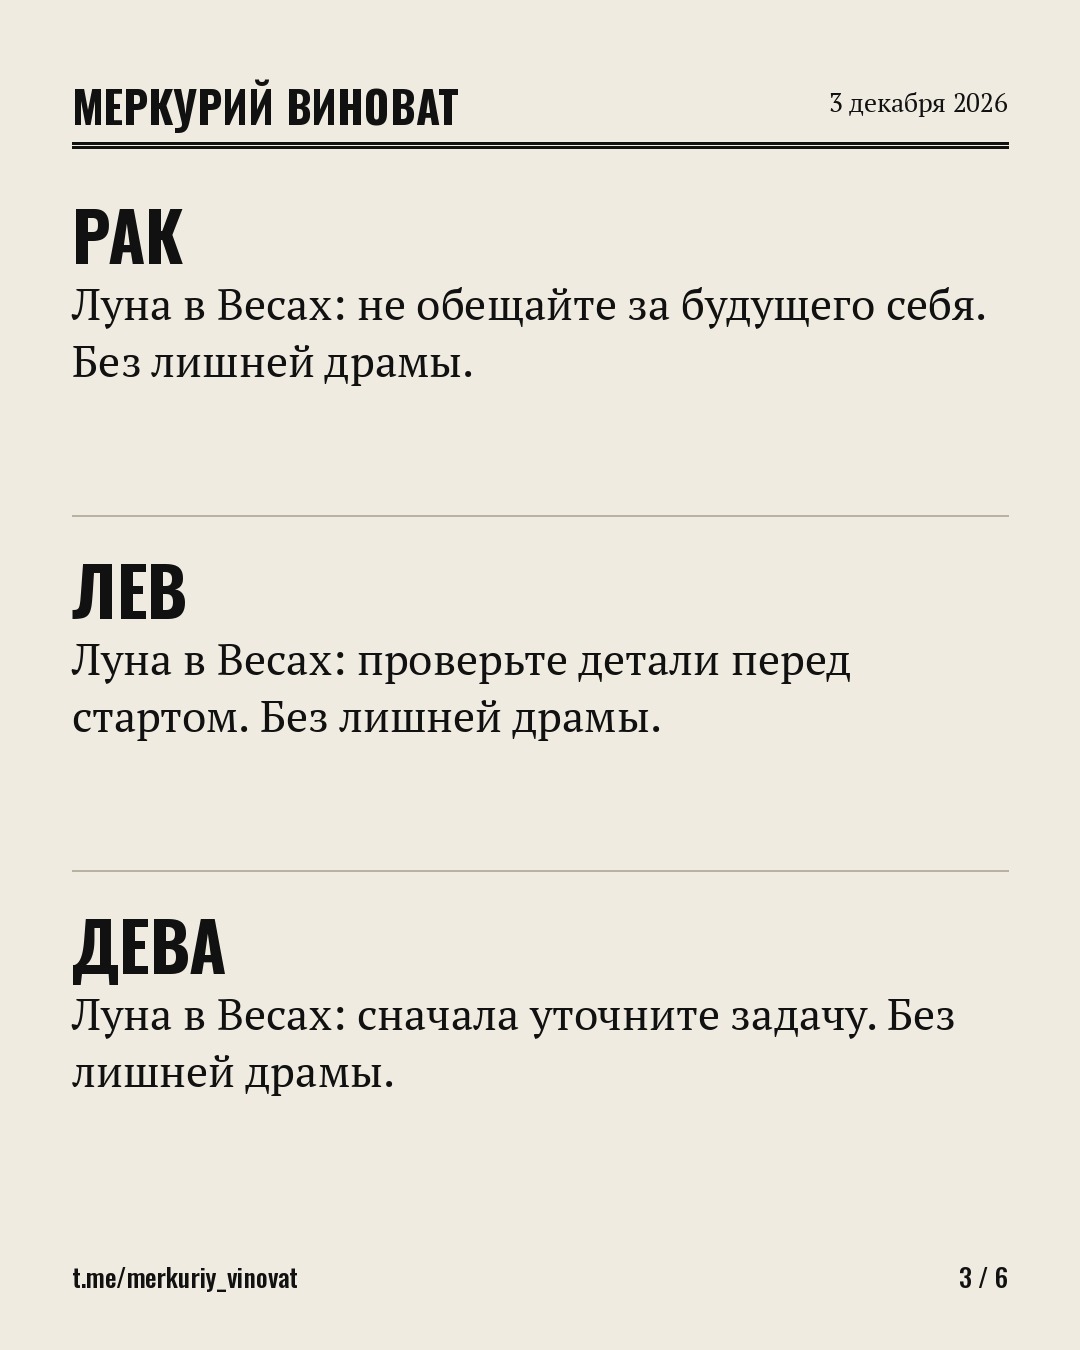 МЕРКУРИЙ ВИНОВАТ
3 декабря 2026
РАК
Луна в Весах: не обещайте за будущего себя.
Без лишней драмы.
ЛЕВ
Луна в Весах: проверьте детали перед
стартом. Без лишней драмы.
ДЕВА
Луна в Весах: сначала уточните задачу. Без
лишней драмы.
t.me/merkuriy_vinovat
3 / 6